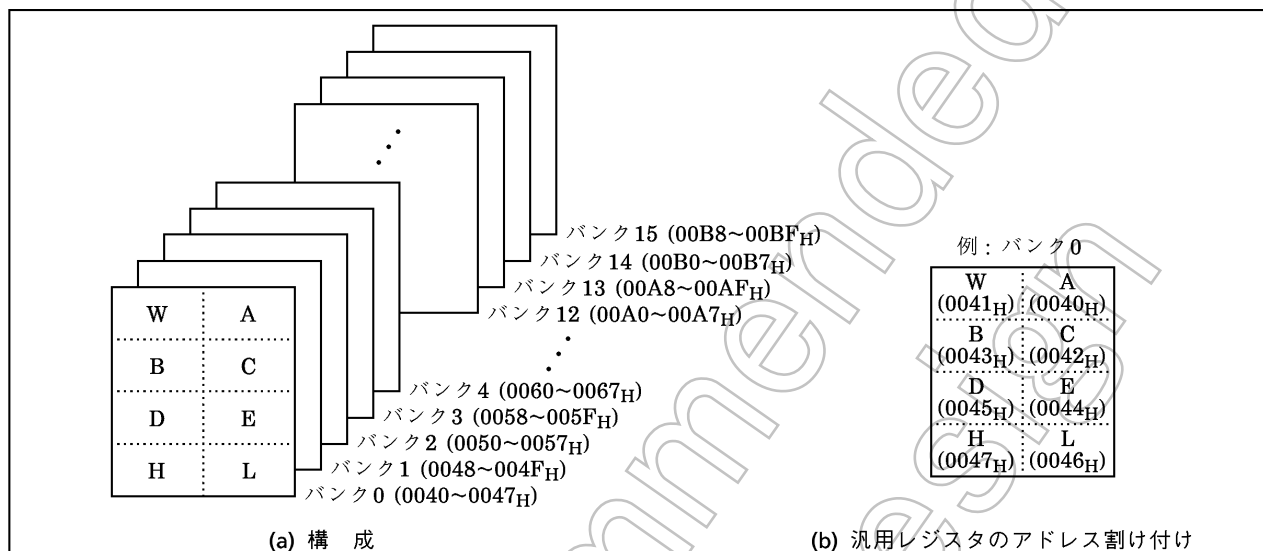 バンク15 (00B8~00BFH)
バンク14 (00B0~00B7H)
バンク13 (00A8~00AFH)
バンク12 (00A0~00A7H)
バンク4 (0060~0067H)
バンク3 (0058~005FH)
バンク2 (0050~0057H)
バンク1 (0048~004FH)
バンク0 (0040~0047H)
W A
B C
D E
H L
(a) 構 成
例：バンク0
W A
(0041H) (0040H)
B C
(0043H) (0042H)
D E
(0045H) (0044H)
H L
(0047H) (0046H)
(b) 汎用レジスタのアドレス割け付け
mmended
esign